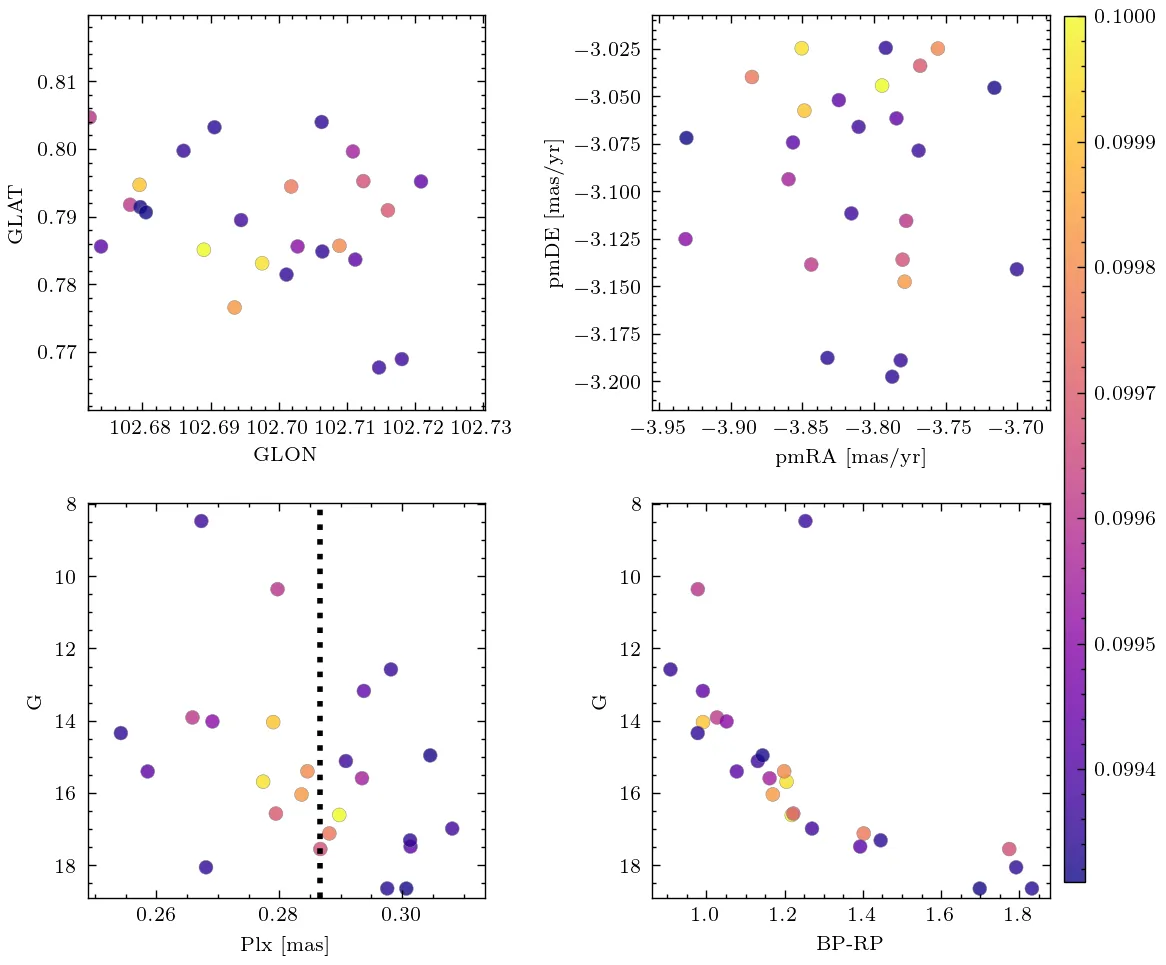 0.81
0.80
0.79
0.78
0.77
GLAT
102.68 102.69 102.70 102.71 102.72 102.73
GLON
−3.025
−3.050
−3.075
−3.100
−3.125
−3.150
−3.175
−3.200
pmDE [mas/yr]
−3.95 −3.90 −3.85 −3.80 −3.75 −3.70
pmRA [mas/yr]
0.1000
0.0999
0.0998
0.0997
0.0996
0.0995
0.0994
8
10
12
14
16
18
G
0.26 0.28 0.30
Plx [mas]
8
10
12
14
16
18
G
1.0 1.2 1.4 1.6 1.8
BP-RP